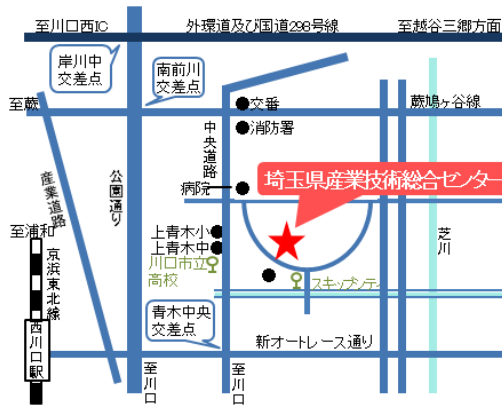 至川口西IC
外環道及び国道298号線
至越谷三郷方面
岸川中
交差点
南前川
交差点
至蕨
交番
蕨鳩ヶ谷線
消防署
中央道路
産業道路
公園通り
病院
埼玉県産業技術総合センター
至浦和
上青木小
上青木中
川口市立
高校
芝川
京浜東北線
スキップシティ
青木中央
交差点
新オートレース通り
西川口駅
至川口
至川口